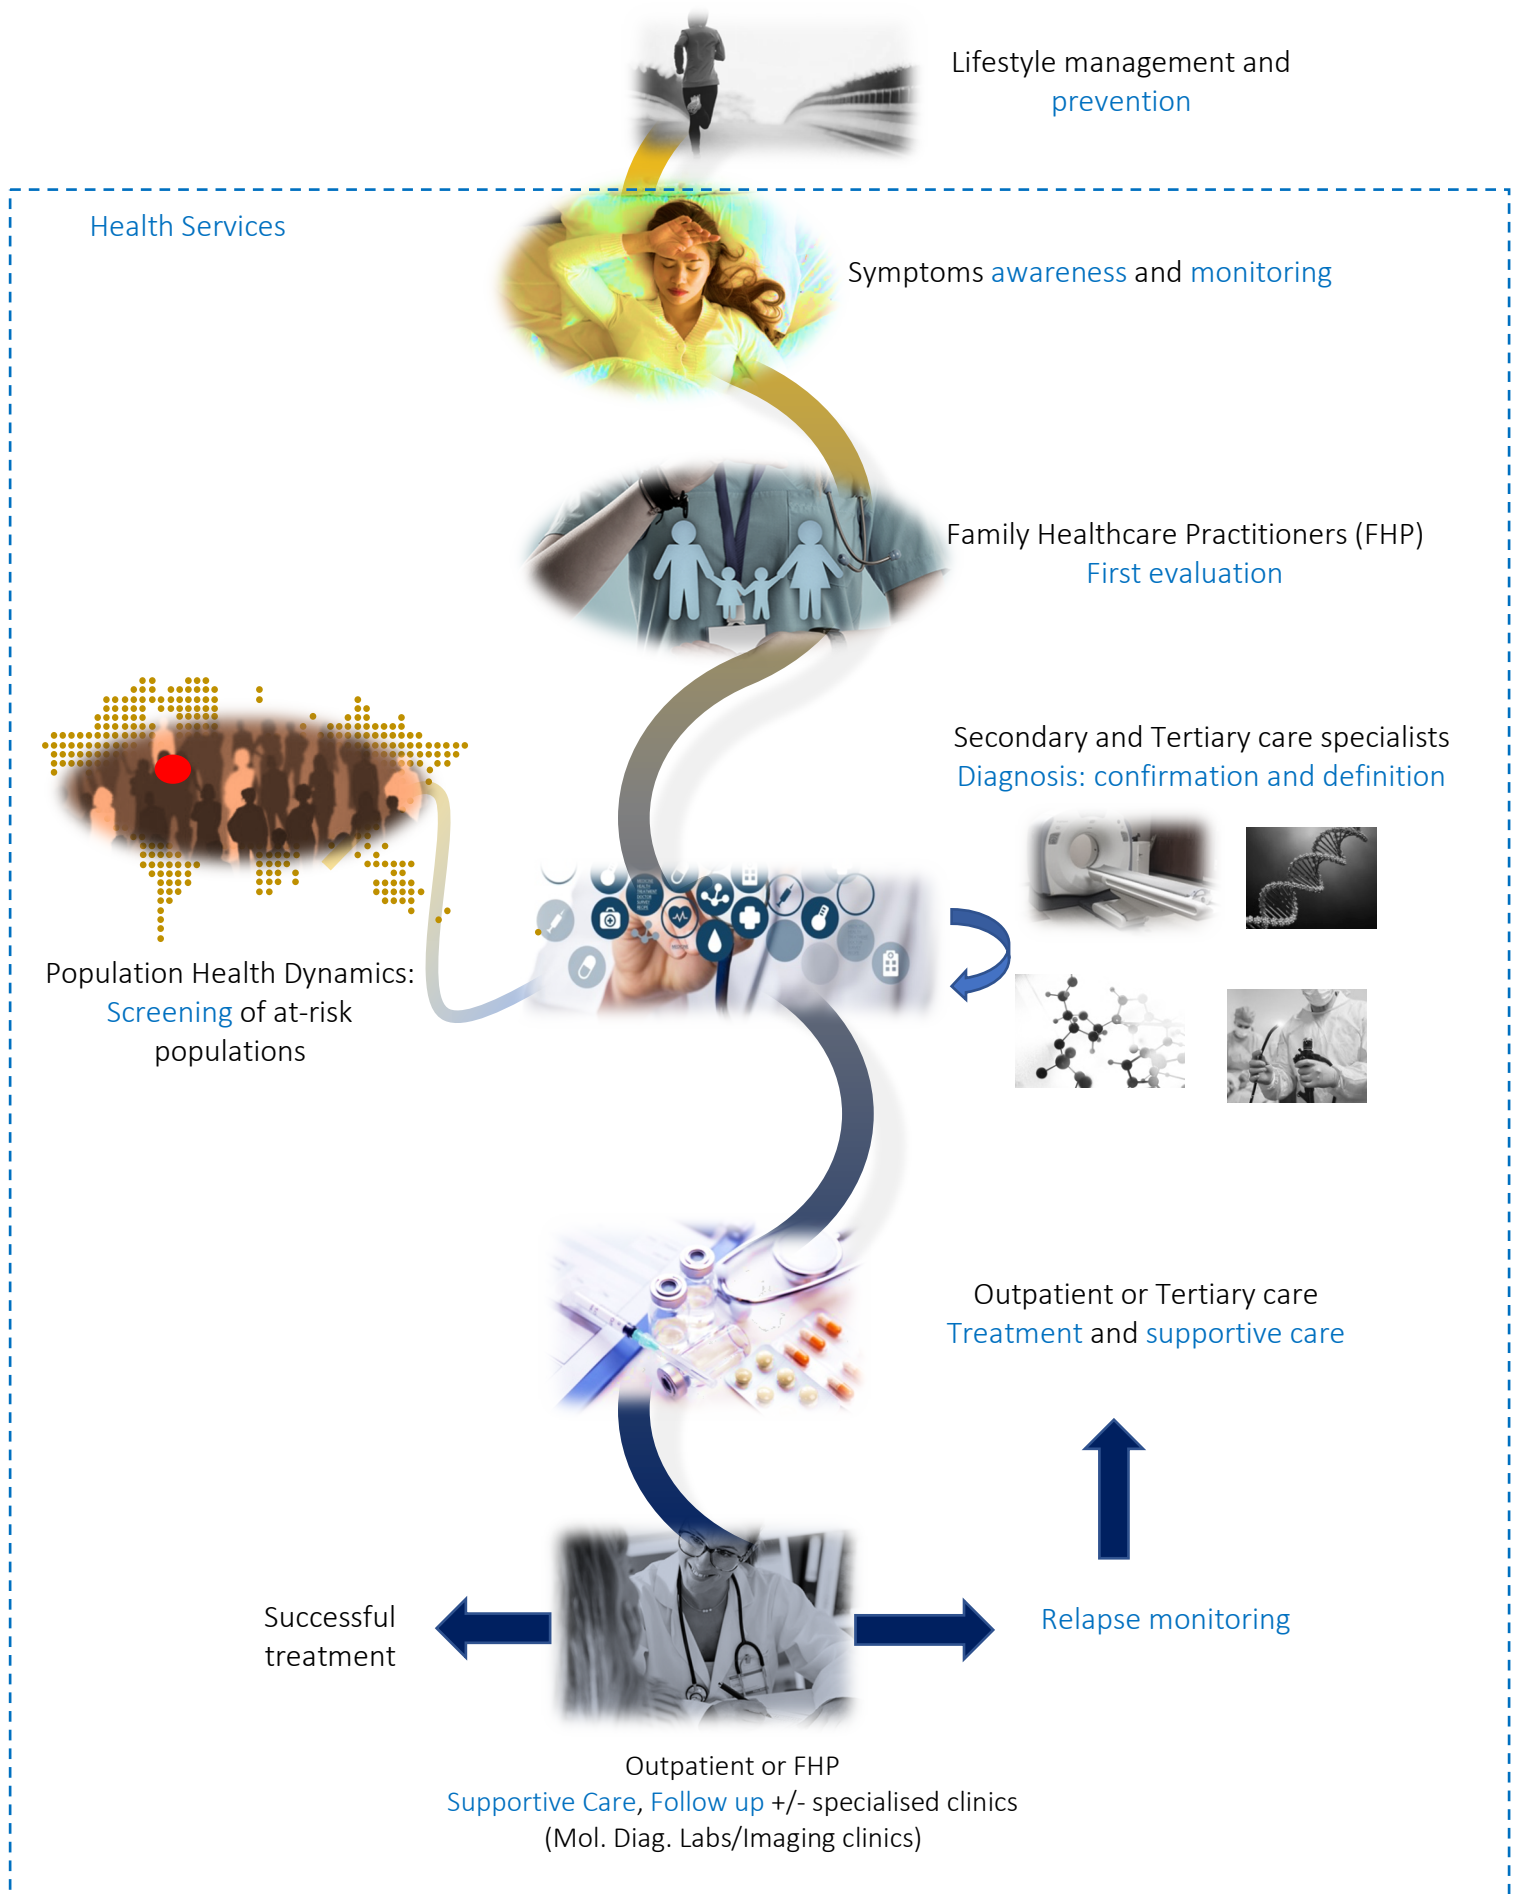 Lifestyle management and
prevention
Health Services
Symptoms awareness and monitoring
Family Healthcare Practitioners (FHP)
First evaluation
Secondary and Tertiary care specialists
Diagnosis: confirmation and definition
Population Health Dynamics:
Screening of at-risk
populations
Outpatient or Tertiary care
Treatment and supportive care
Successful
treatment
Relapse monitoring
Outpatient or FHP
Supportive Care, Follow up +/- specialised clinics
(Mol. Diag. Labs/Imaging clinics)